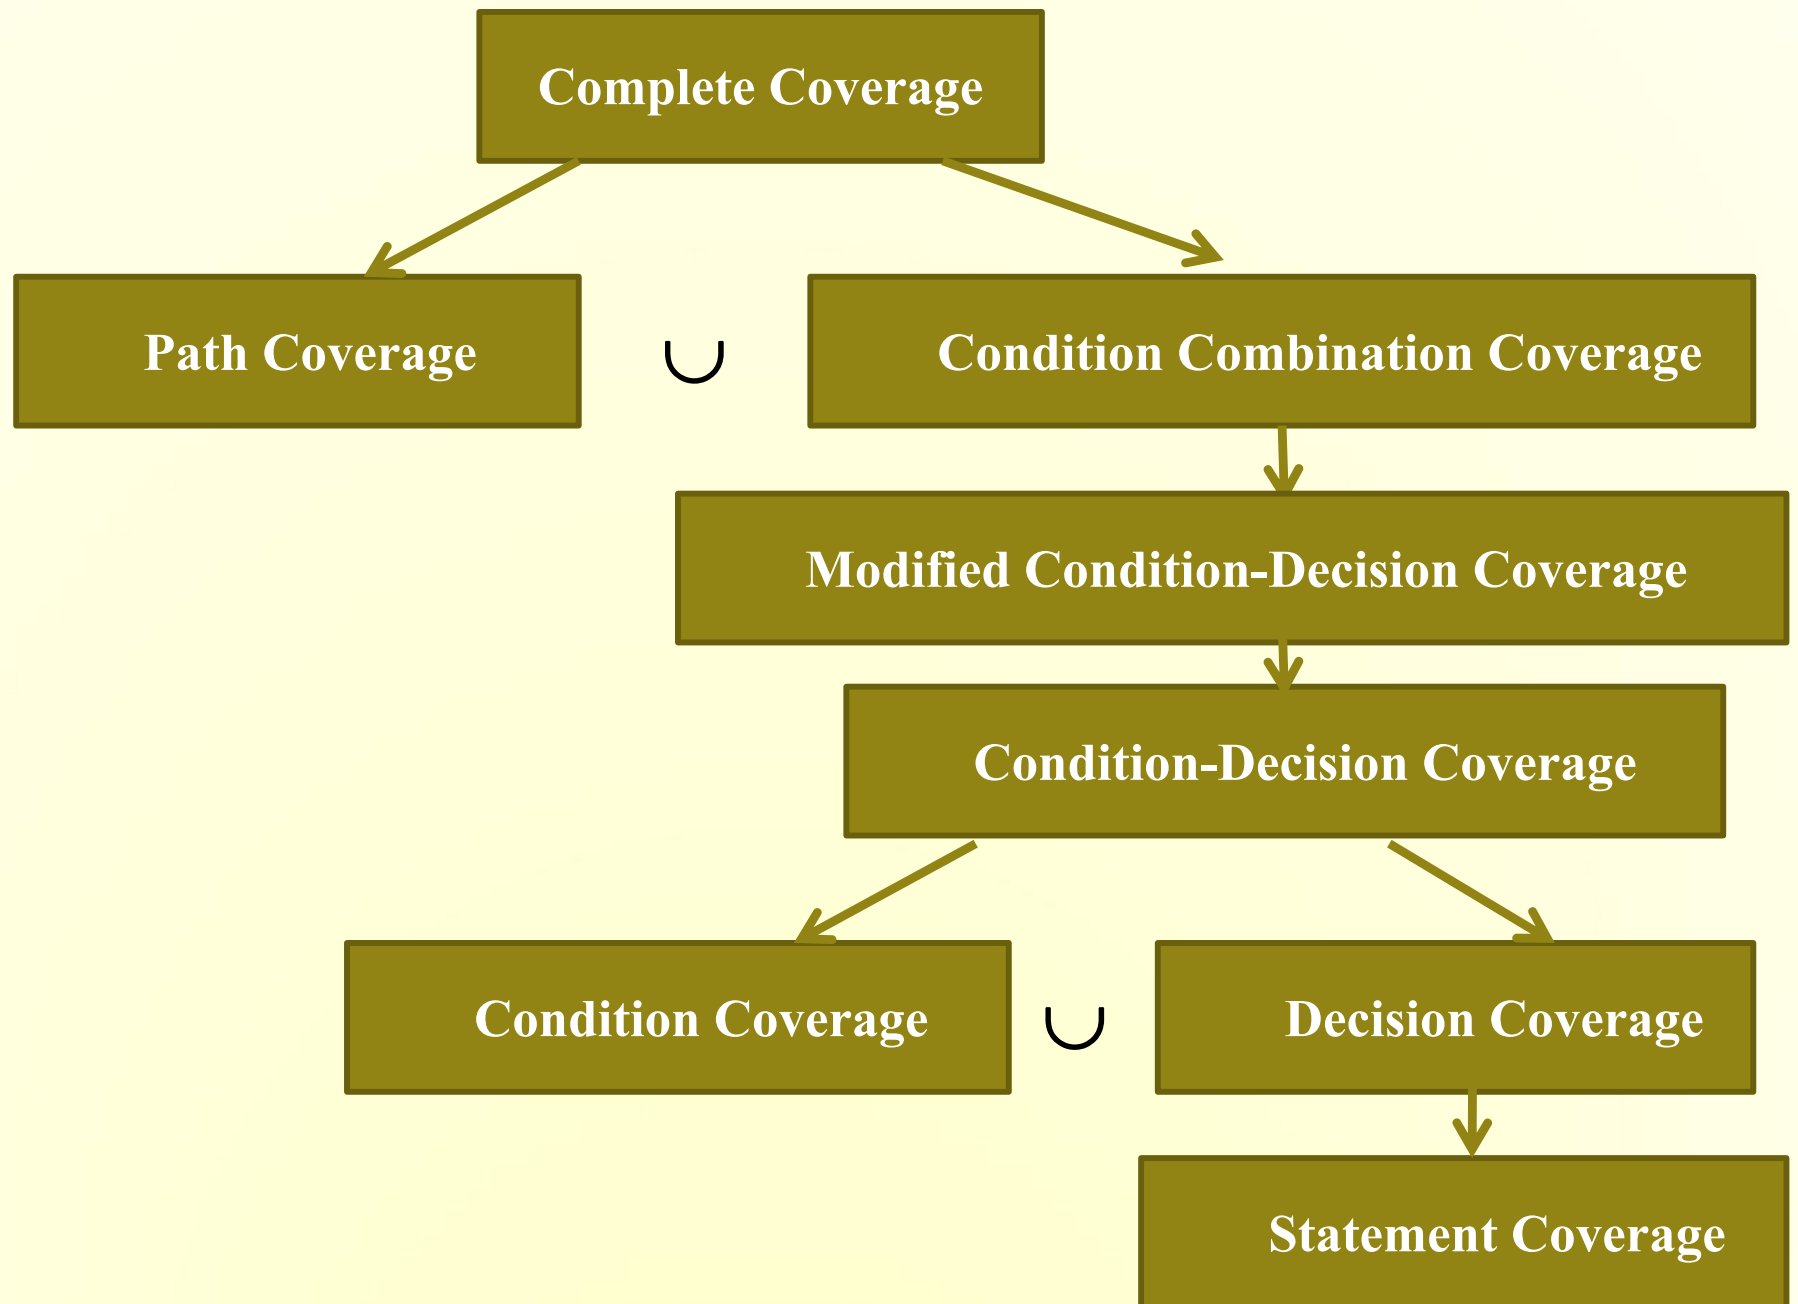 Complete Coverage
Path Coverage ∪ Condition Combination Coverage
Modified Condition-Decision Coverage
Condition-Decision Coverage
Condition Coverage ∪ Decision Coverage
Statement Coverage